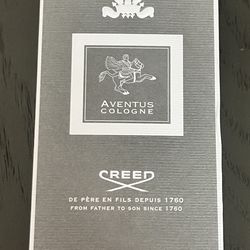 AVENTUS
COLOGNE
CREED
DE PÈRE EN FILS DEPUIS 1760
FROM FATHER TO SON SINCE 1760